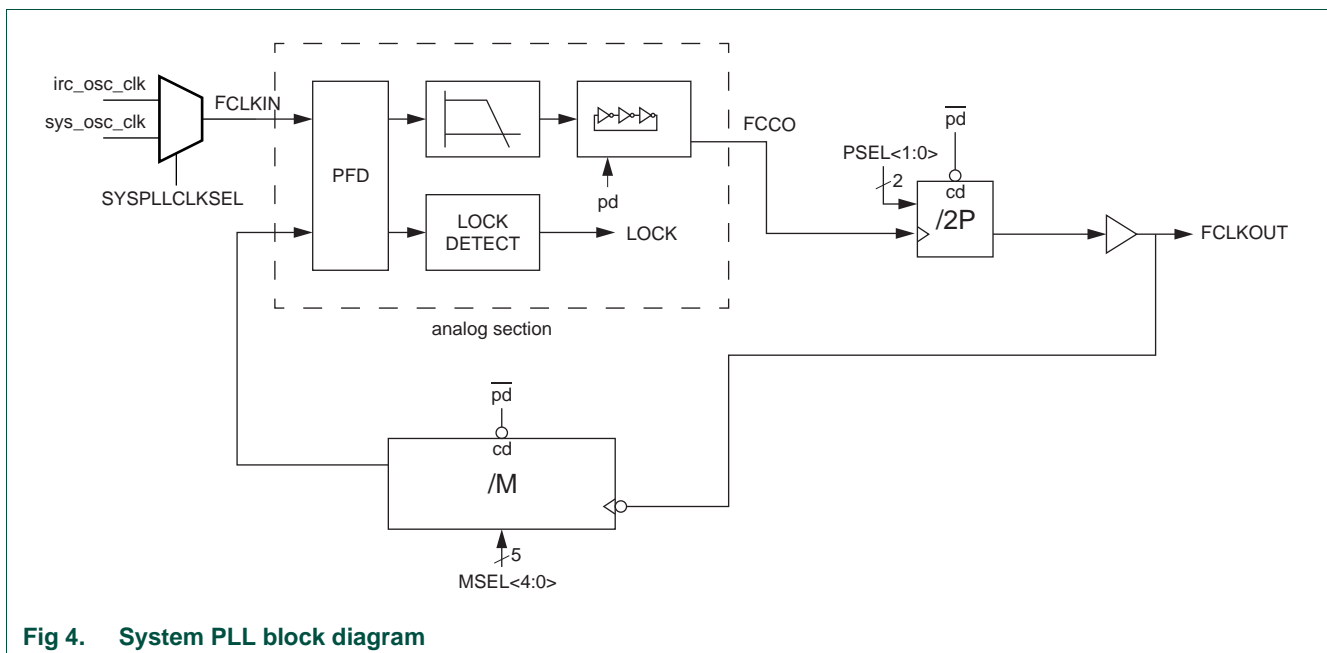 irc_osc_clk
sys_osc_clk
FCLKIN
SYSPLLCLKSEL
PFD
pd
LOCK
DETECT
LOCK
analog section
FCCO
pd
PSEL<1:0>
2
cd
/2P
FCLKOUT
pd
cd
/M
5
MSEL<4:0>
Fig 4. System PLL block diagram